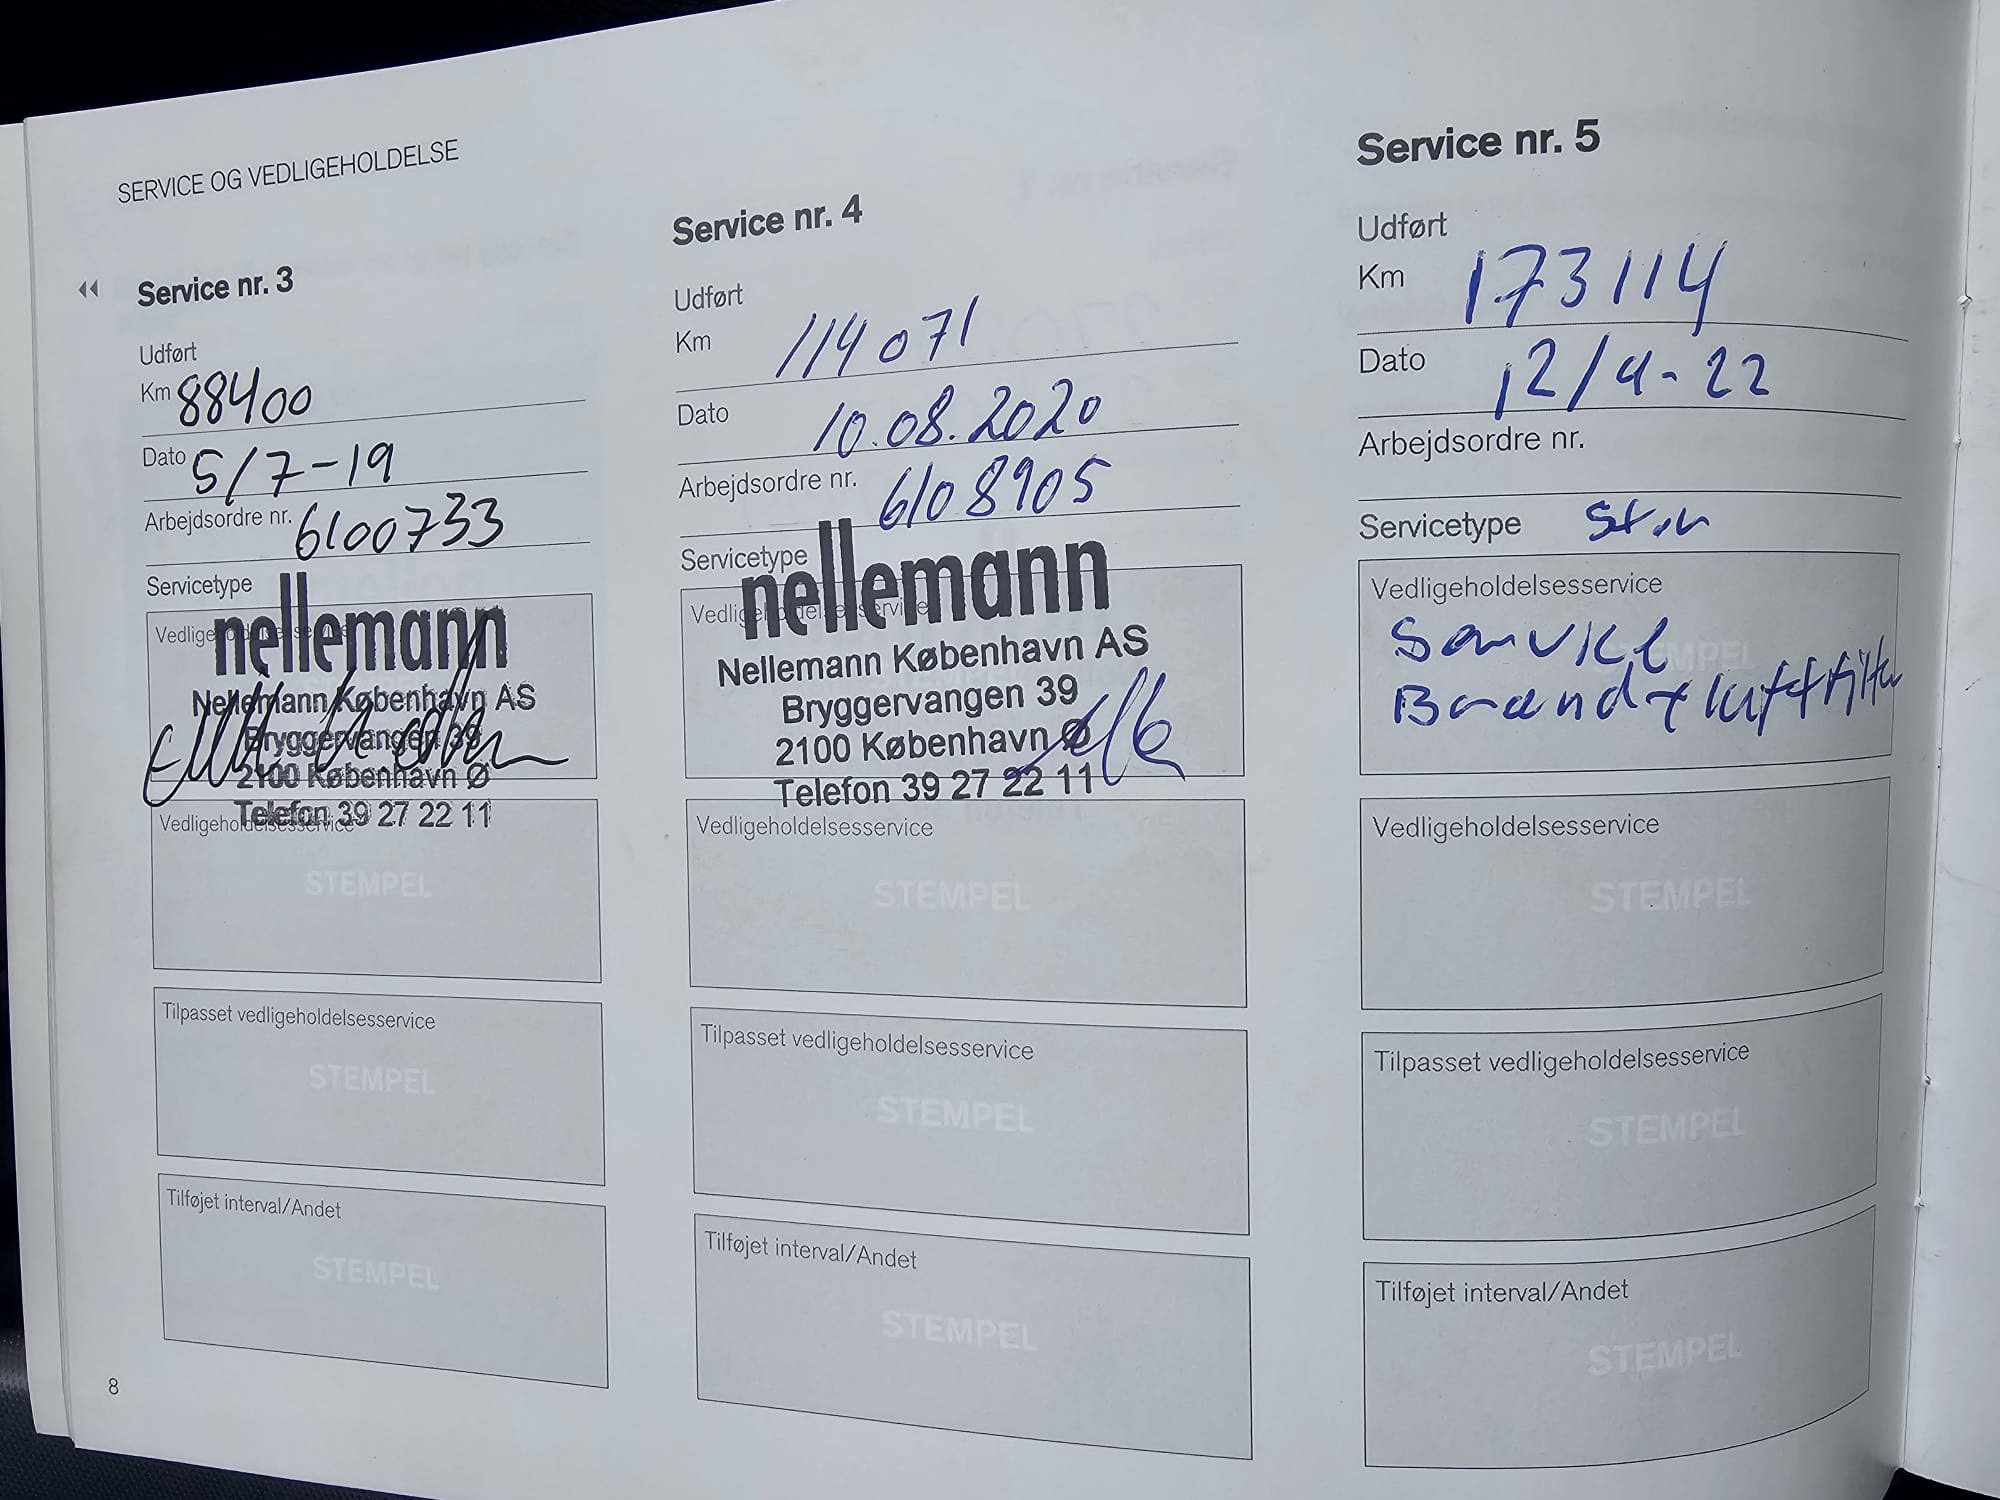 SERVICE OG VEDLIGEHOLDELSE
Service nr. 3
Udført
Km 88400
Dato 5/7-19
Arbejdsordre nr. 6100733
Servicetype
Vedligeholdelsesservice
nellemann
Nellemann København AS
Bryggervangen 39
2100 København Ø
Telefon 39 27 22 11
Vedligeholdelsesservice
STEMPEL
Tilpasset vedligeholdelsesservice
STEMPEL
Tilføjet interval/Andet
STEMPEL
8
Service nr. 4
Udført
Km 114071
Dato 10.08.2020
Arbejdsordre nr. 6108905
Servicetype
Vedligeholdelsesservice
nellemann
Nellemann København AS
Bryggervangen 39
2100 København Ø
Telefon 39 27 22 11
Vedligeholdelsesservice
STEMPEL
Tilpasset vedligeholdelsesservice
STEMPEL
Tilføjet interval/Andet
STEMPEL
Service nr. 5
Udført
Km 173114
Dato 12/4-22
Arbejdsordre nr.
Servicetype
Vedligeholdelsesservice
STEMPEL
Service
Brænd + luftfilter
Vedligeholdelsesservice
STEMPEL
Tilpasset vedligeholdelsesservice
STEMPEL
Tilføjet interval/Andet
STEMPEL